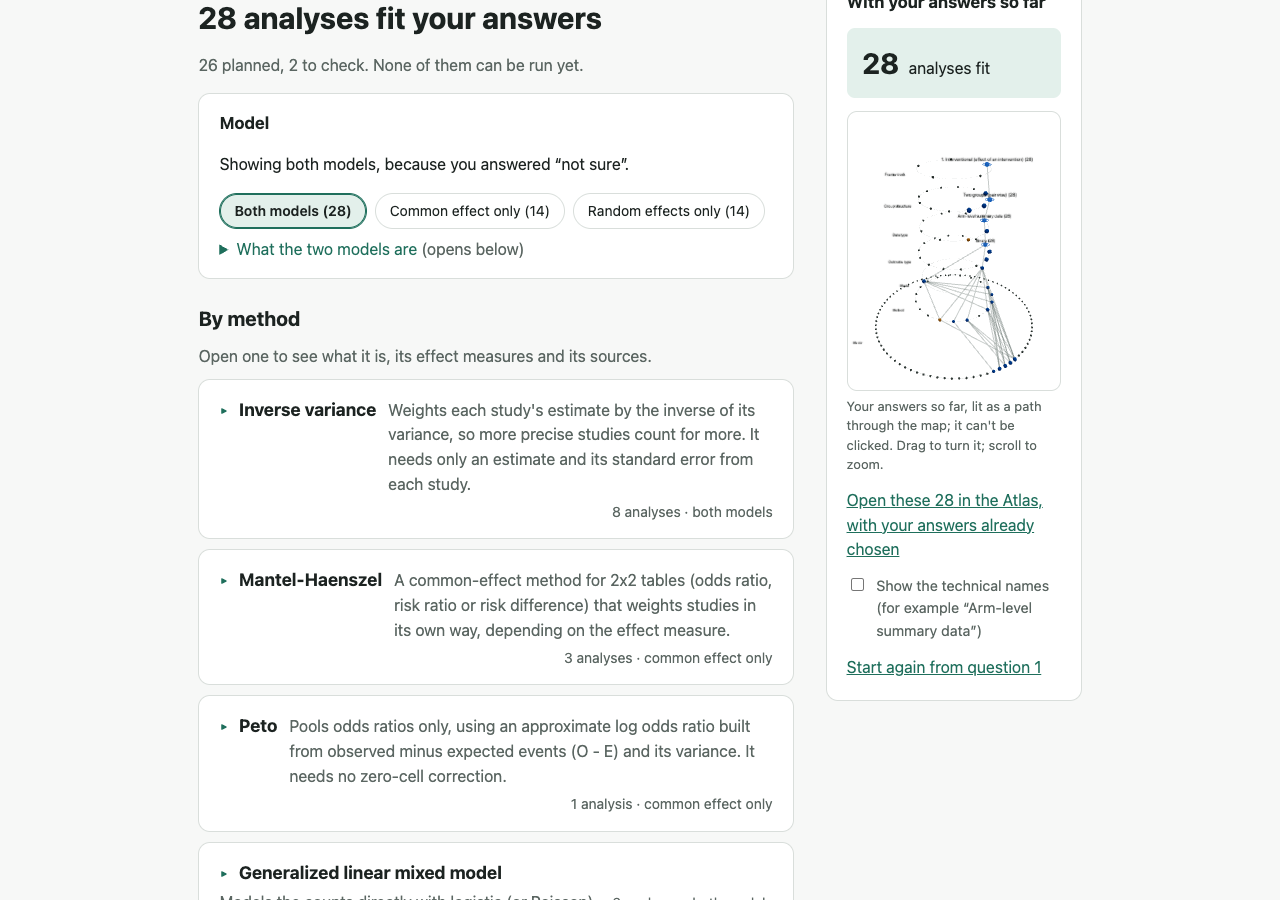 28 analyses fit your answers
26 planned, 2 to check. None of them can be run yet.
Model
Showing both models, because you answered “not sure”.
Both models (28)
Common effect only (14)
Random effects only (14)
What the two models are (opens below)
By method
Open one to see what it is, its effect measures and its sources.
Inverse variance
Weights each study's estimate by the inverse of its
variance, so more precise studies count for more. It
needs only an estimate and its standard error from
each study.
8 analyses · both models
Mantel-Haenszel
A common-effect method for 2x2 tables (odds ratio,
risk ratio or risk difference) that weights studies in
its own way, depending on the effect measure.
3 analyses · common effect only
Peto
Pools odds ratios only, using an approximate log odds ratio built
from observed minus expected events (O - E) and its variance. It
needs no zero-cell correction.
1 analysis · common effect only
Generalized linear mixed model
With your answers so far
28 analyses fit
Your answers so far, lit as a path
through the map; it can't be
clicked. Drag to turn it; scroll to
zoom.
Open these 28 in the Atlas,
with your answers already
chosen
Show the technical names
(for example “Arm-level
summary data”)
Start again from question 1